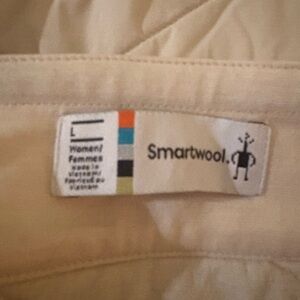 L
Women/
Femmes
Made in
Vietnam/
Fabriqué au
Vietnam
Smartwool.